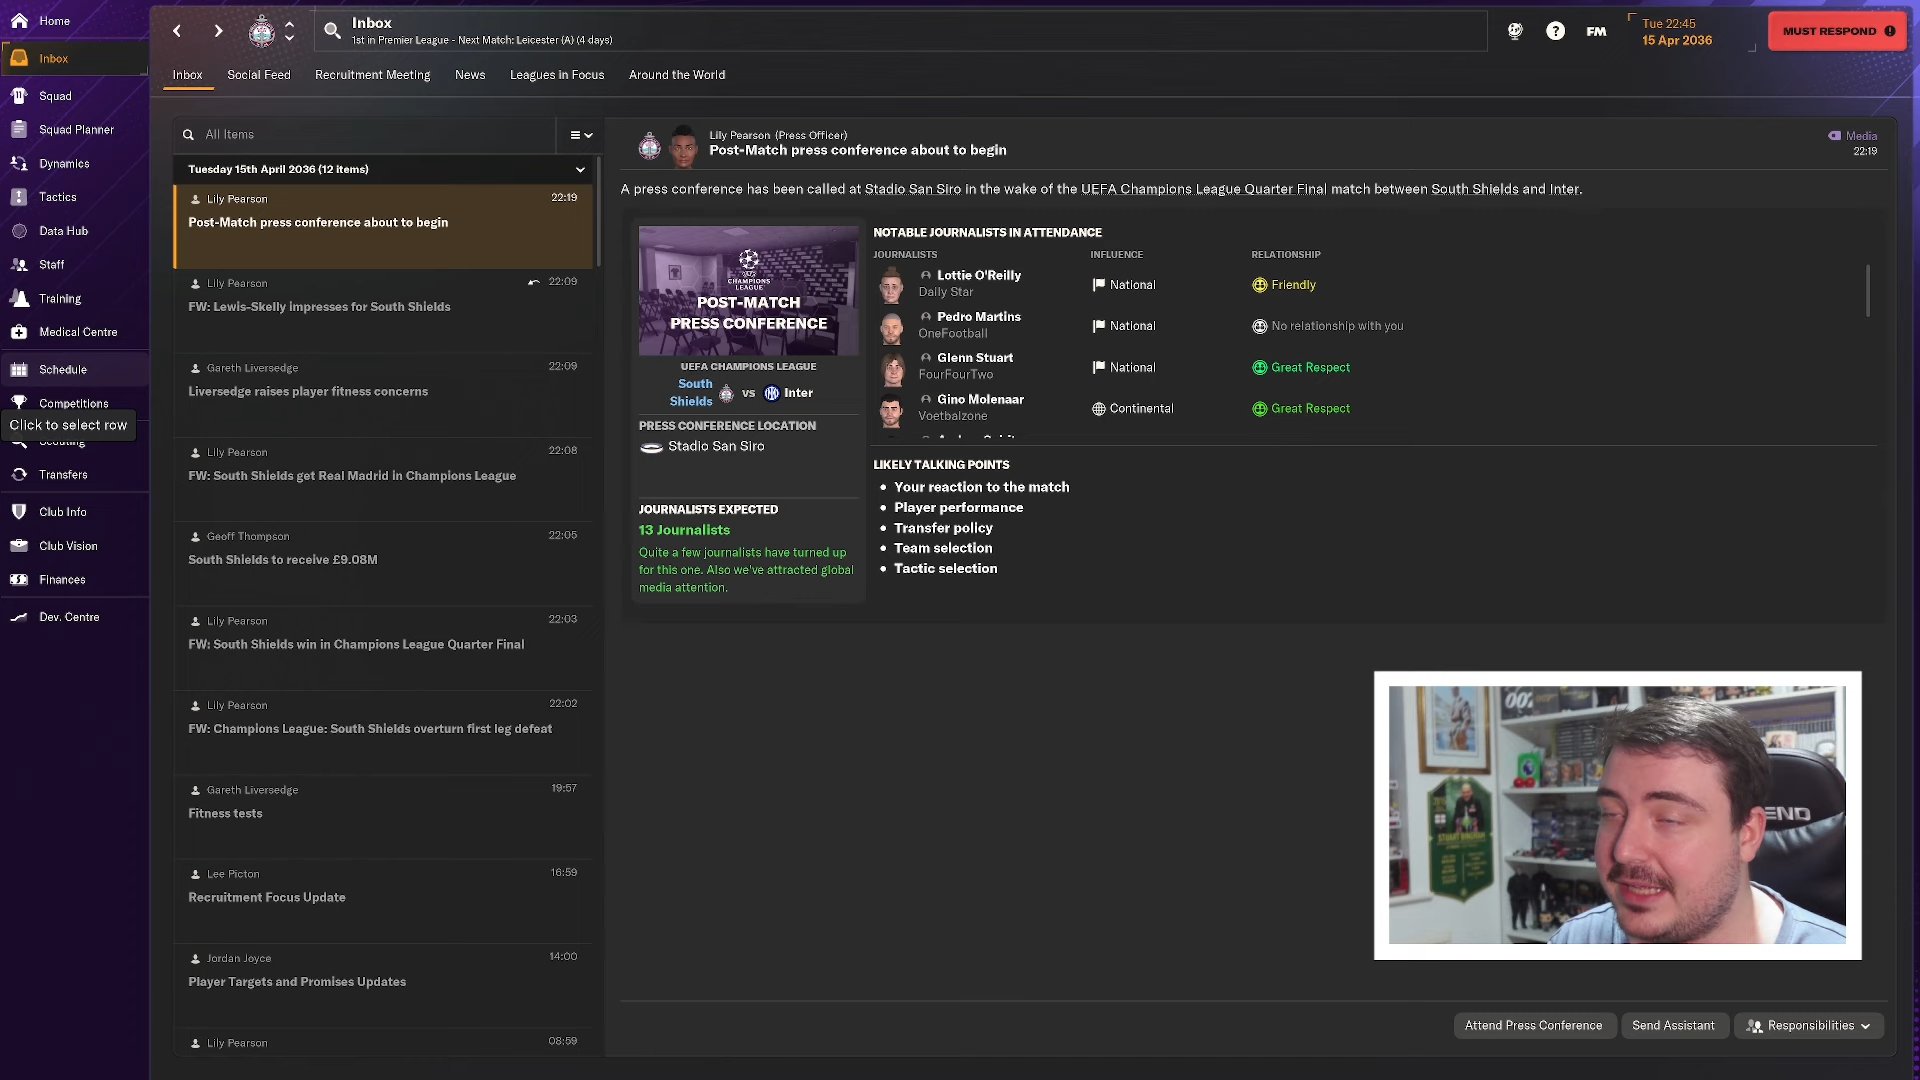 Home
Inbox
Squad
Squad Planner
Dynamics
Tactics
Data Hub
Staff
Training
Medical Centre
Schedule
Competitions
Click to select row
Scouting
Transfers
Club Info
Club Vision
Finances
Dev. Centre
Inbox
1st in Premier League - Next Match: Leicester (A) (4 days)
FM
Tue 22:45
15 Apr 2036
MUST RESPOND
Inbox
Social Feed
Recruitment Meeting
News
Leagues in Focus
Around the World
All Items
Tuesday 15th April 2036 (12 items)
Lily Pearson 22:19
Post-Match press conference about to begin
Lily Pearson 22:09
FW: Lewis-Skelly impresses for South Shields
Gareth Liversedge 22:09
Liversedge raises player fitness concerns
Lily Pearson 22:08
FW: South Shields get Real Madrid in Champions League
Geoff Thompson 22:05
South Shields to receive £9.08M
Lily Pearson 22:03
FW: South Shields win in Champions League Quarter Final
Lily Pearson 22:02
FW: Champions League: South Shields overturn first leg defeat
Gareth Liversedge 19:57
Fitness tests
Lee Picton 16:59
Recruitment Focus Update
Jordan Joyce 14:00
Player Targets and Promises Updates
Lily Pearson 08:59
Lily Pearson (Press Officer)
Post-Match press conference about to begin
Media
22:19
A press conference has been called at Stadio San Siro in the wake of the UEFA Champions League Quarter Final match between South Shields and Inter.
CHAMPIONS
LEAGUE
POST-MATCH
PRESS CONFERENCE
UEFA CHAMPIONS LEAGUE
South
Shields vs Inter
PRESS CONFERENCE LOCATION
Stadio San Siro
JOURNALISTS EXPECTED
13 Journalists
Quite a few journalists have turned up
for this one. Also we've attracted global
media attention.
NOTABLE JOURNALISTS IN ATTENDANCE
JOURNALISTS INFLUENCE RELATIONSHIP
Lottie O'Reilly
Daily Star
National
Friendly
Pedro Martins
OneFootball
National
No relationship with you
Glenn Stuart
FourFourTwo
National
Great Respect
Gino Molenaar
Voetbalzone
Continental
Great Respect
LIKELY TALKING POINTS
• Your reaction to the match
• Player performance
• Transfer policy
• Team selection
• Tactic selection
007
STUART BINGHAM
END
Attend Press Conference
Send Assistant
Responsibilities